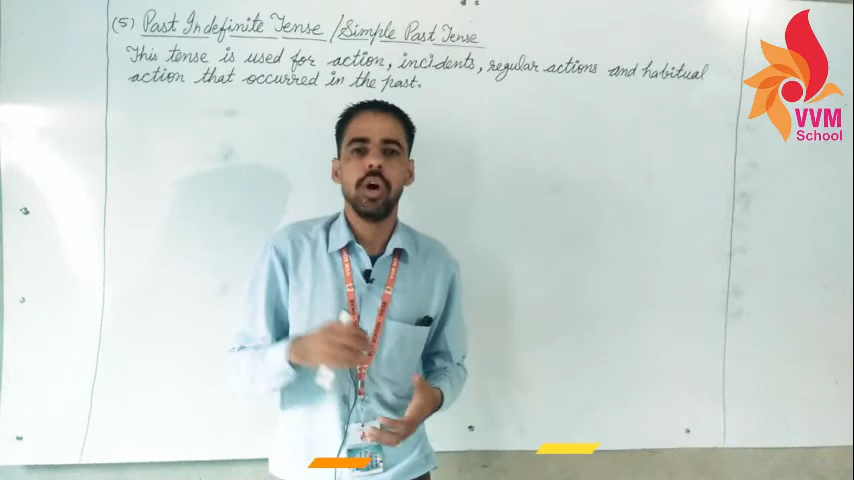 (5) Past Indefinite Tense / Simple Past Tense
This tense is used for action, incidents, regular actions and habitual
action that occurred in the past.
VVM
School